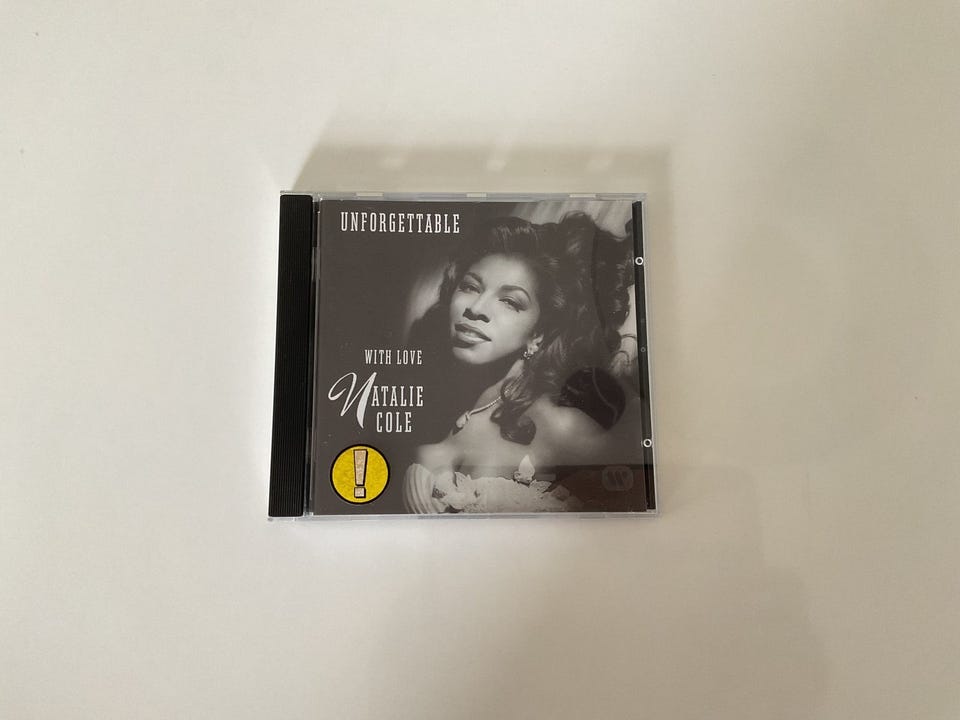 UNFORGETTABLE
WITH LOVE
NATALIE
COLE
!